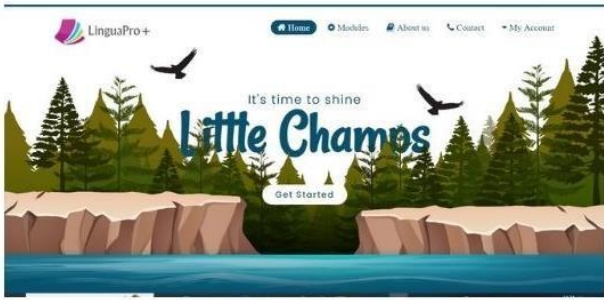 LinguaPro+
Home Modules About us Contact My Account
It's time to shine
Little Champs
Get Started